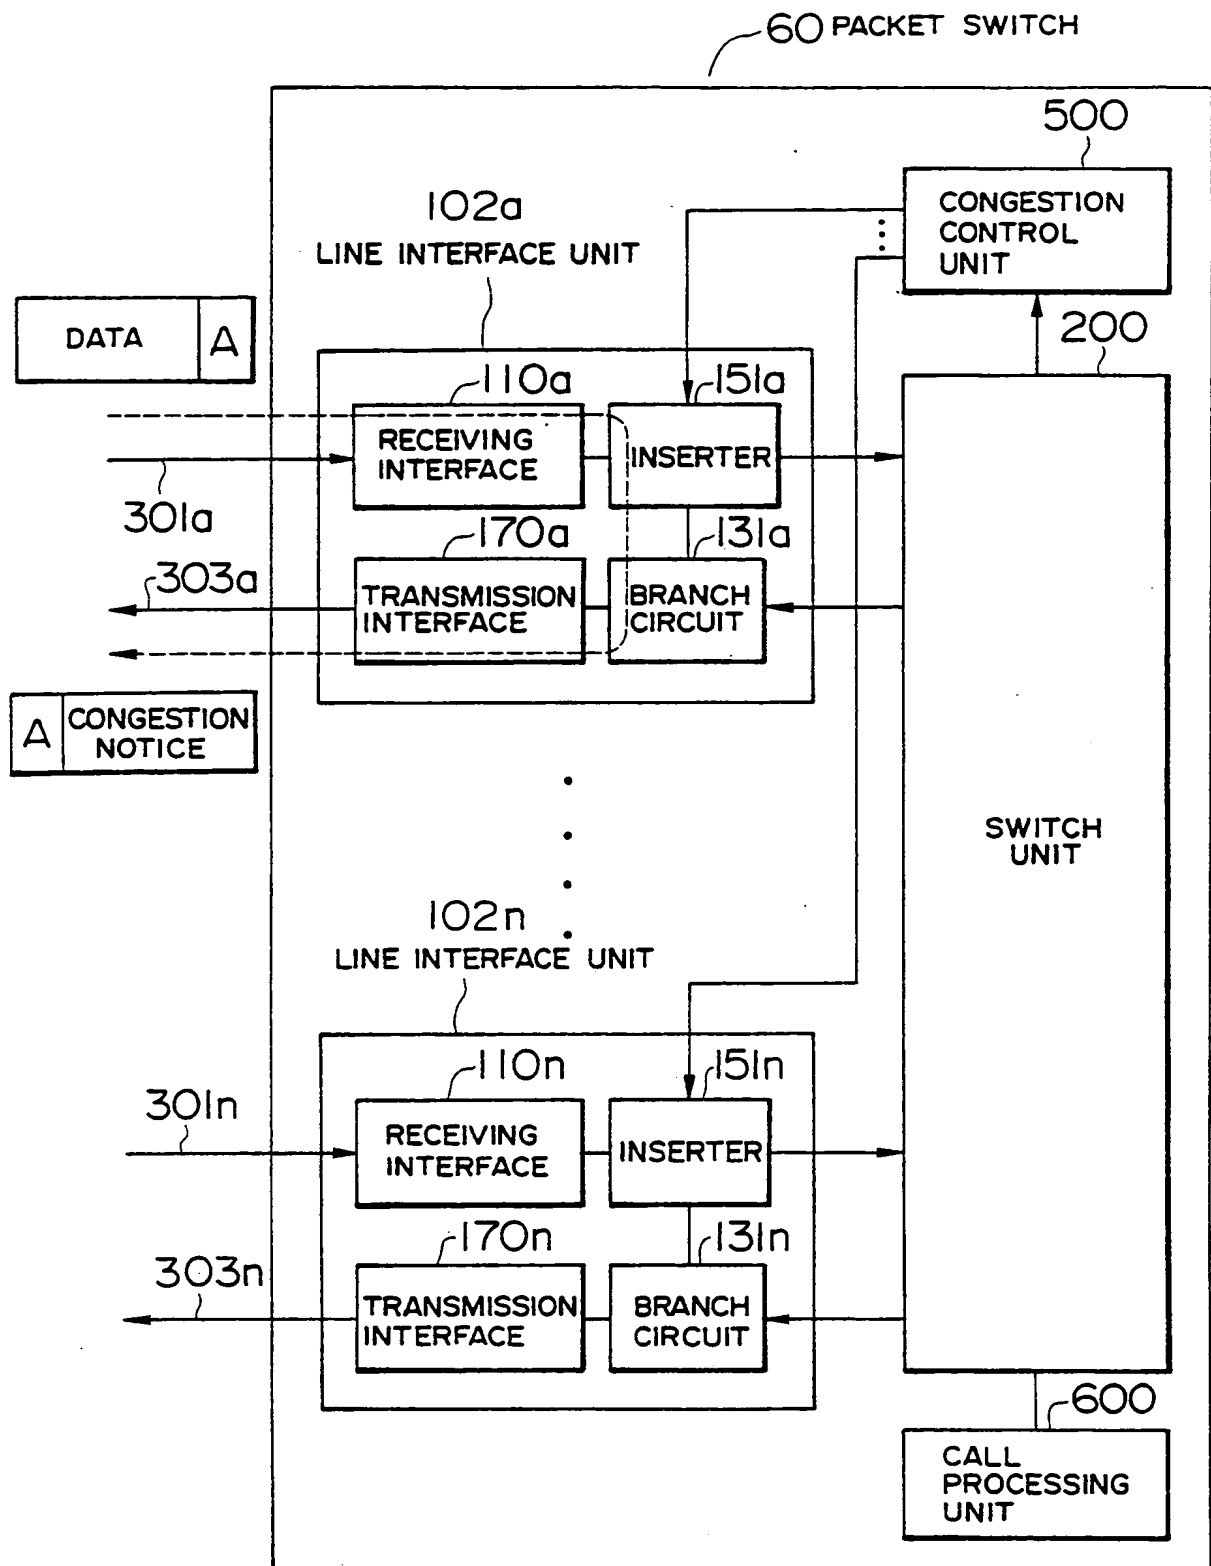 60 PACKET SWITCH
500
CONGESTION
CONTROL
UNIT
102a
LINE INTERFACE UNIT
200
DATA A
110a
151a
RECEIVING
INTERFACE
INSERTER
301a
170a
131a
303a
TRANSMISSION
INTERFACE
BRANCH
CIRCUIT
A CONGESTION
NOTICE
SWITCH
UNIT
102n
LINE INTERFACE UNIT
110n
151n
301n
RECEIVING
INTERFACE
INSERTER
170n
131n
303n
TRANSMISSION
INTERFACE
BRANCH
CIRCUIT
600
CALL
PROCESSING
UNIT